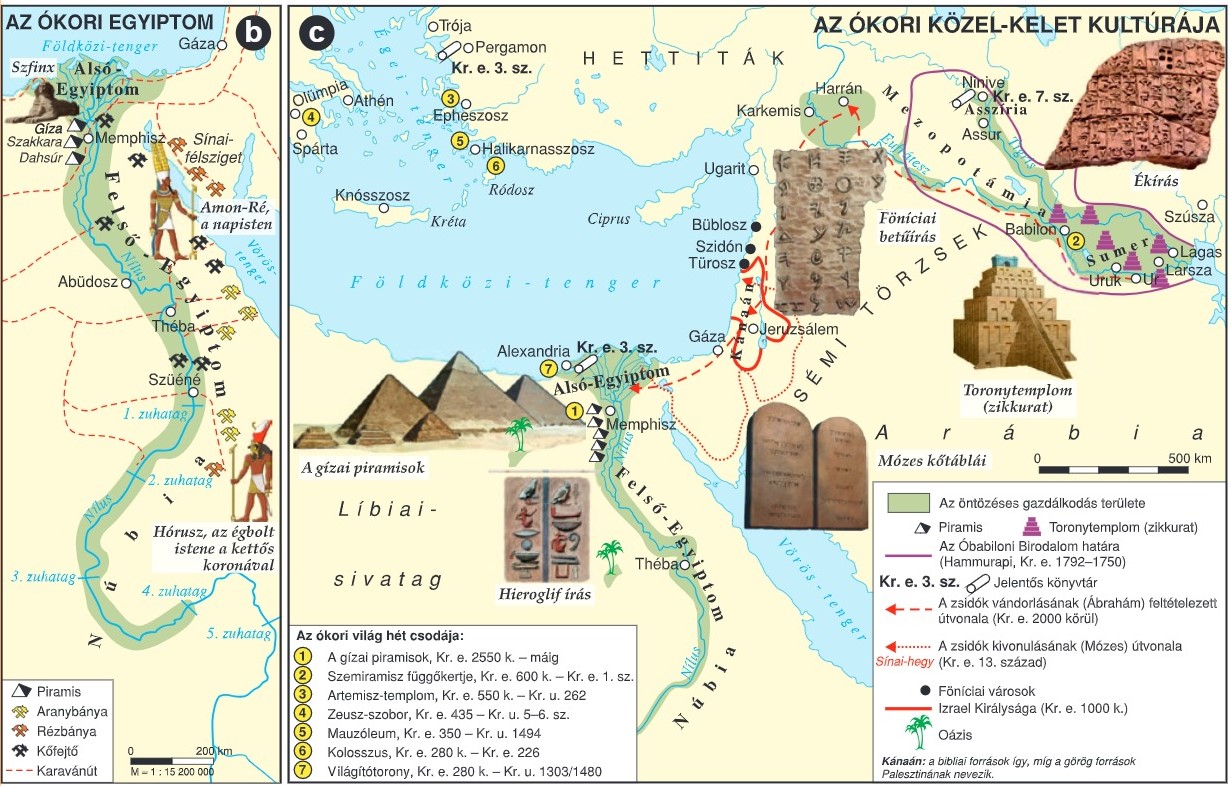 AZ ÓKORI EGYIPTOM
b
Földközi-tenger
Gáza
Szfinx
Alsó-
Egyiptom
Gíza
Szakkara
Dahsúr
Memphisz
Sínai-
félsziget
Amon-Ré,
a napisten
Felső-Egyiptom
Nílus
Vörös-
tenger
Abüdosz
Théba
Szüéné
1. zuhatag
2. zuhatag
Nílus
Núbia
Hórusz, az égbolt
istene a kettős
koronával
3. zuhatag
4. zuhatag
5. zuhatag
Piramis
Aranybánya
Rézbánya
Kőfejtő
Karavánút
0 200 km
M = 1 : 15 200 000
c
AZ ÓKORI KÖZEL-KELET KULTÚRÁJA
Trója
Pergamon
Kr. e. 3. sz.
Égei-tenger
HETTITÁK
Olümpia
4
Athén
3
Epheszosz
Spárta
5
Halikarnasszosz
6
Ródosz
Knósszosz
Kréta
Ciprus
Földközi-tenger
Karkemis
Harrán
Ugarit
Büblosz
Szidón
Türosz
Kánaán
Jeruzsálem
Gáza
Mezopotámia
Eufrátesz
Tigris
Ninive
Kr. e. 7. sz.
Asszíria
Assur
Ékírás
Szúsza
Babilon
2
Sumer
Lagas
Larsza
Uruk
Ur
Föníciai
betűírás
SÉMI TÖRZSEK
Toronytemplom
(zikkurat)
Arábia
Mózes kőtáblái
0 500 km
Alexandria
Kr. e. 3. sz.
7
Alsó-Egyiptom
1
Memphisz
A gízai piramisok
Nílus
Felső-Egyiptom
Líbiai-
sivatag
Hieroglif írás
Théba
Vörös-tenger
Nílus
Núbia
Az ókori világ hét csodája:
1 A gízai piramisok, Kr. e. 2550 k. – máig
2 Szemiramisz függőkertje, Kr. e. 600 k. – Kr. e. 1. sz.
3 Artemisz-templom, Kr. e. 550 k. – Kr. u. 262
4 Zeusz-szobor, Kr. e. 435 – Kr. u. 5–6. sz.
5 Mauzóleum, Kr. e. 350 – Kr. u. 1494
6 Kolosszus, Kr. e. 280 k. – Kr. e. 226
7 Világítótorony, Kr. e. 280 k. – Kr. u. 1303/1480
Az öntözéses gazdálkodás területe
Piramis
Toronytemplom (zikkurat)
Az Óbabiloni Birodalom határa
(Hammurapi, Kr. e. 1792–1750)
Kr. e. 3. sz. Jelentős könyvtár
A zsidók vándorlásának (Ábrahám) feltételezett
útvonala (Kr. e. 2000 körül)
A zsidók kivonulásának (Mózes) útvonala
Sínai-hegy (Kr. e. 13. század)
Föníciai városok
Izrael Királysága (Kr. e. 1000 k.)
Oázis
Kánaán: a bibliai források így, míg a görög források
Palesztinának nevezik.